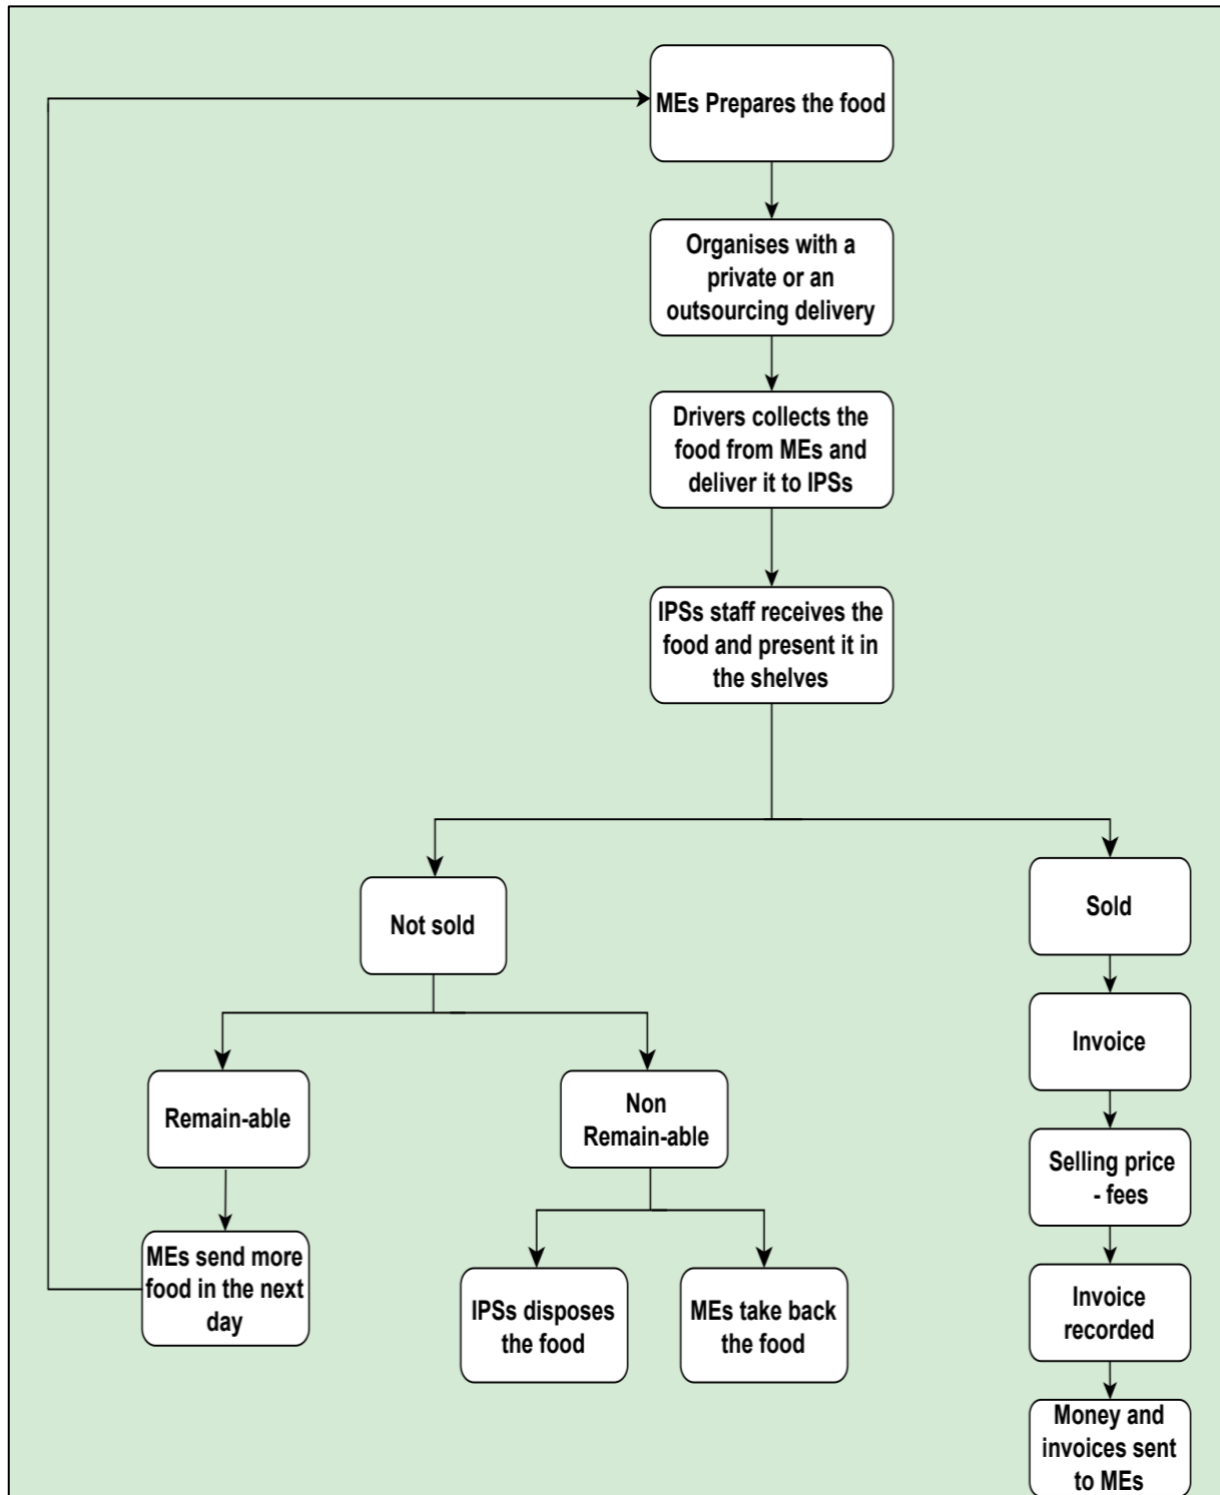 MEs Prepares the food
Organises with a
private or an
outsourcing delivery
Drivers collects the
food from MEs and
deliver it to IPSs
IPSs staff receives the
food and present it in
the shelves
Not sold
Sold
Remain-able
Non
Remain-able
MEs send more
food in the next
day
IPSs disposes
the food
MEs take back
the food
Invoice
Selling price
- fees
Invoice
recorded
Money and
invoices sent
to MEs